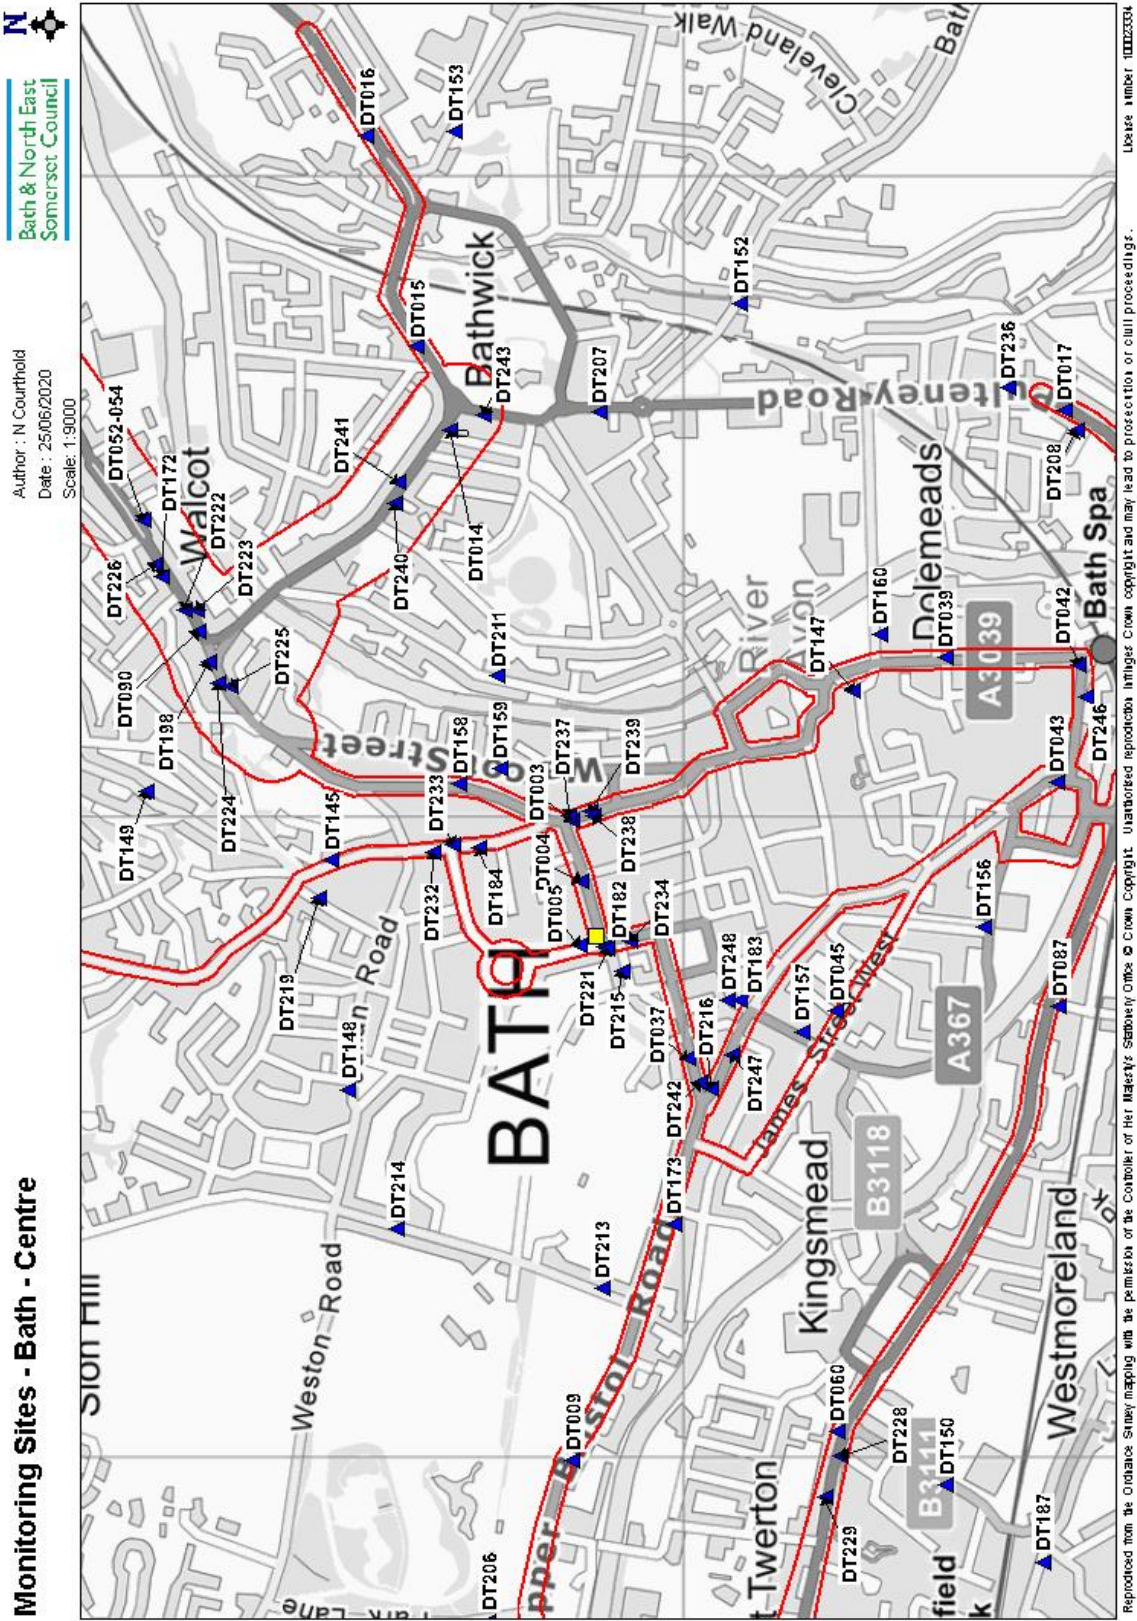 Monitoring Sites - Bath - Centre
Author : N Courthold
Date : 25/06/2020
Scale: 1:9000
Bath & North East
Somerset Council
N
Sion Hill
DT149
DT090
DT226
DT052-054
DT172
Walcot
DT222
DT223
DT198
DT224
DT225
DT145
DT219
DT148
DT214
Weston Road
DT241
DT240
DT014
DT015
DT016
DT153
Cleveland Walk
Bathwick
DT243
DT207
DT152
DT211
DT233
DT232
DT184
DT158
DT159
Street
DT003
DT237
DT239
DT238
DT004
DT005
DT182
DT234
DT221
DT215
BATH
DT213
DT173
DT242
DT037
DT216
DT247
DT248
DT183
DT157
DT045
James Street West
DT009
DT206
Lane
River
Avon
DT147
DT160
Dolemeads
DT039
A3039
DT042
Bath Spa
DT246
DT043
DT156
DT087
A367
B3118
Kingsmead
Westmoreland
Pulteney Road
DT236
DT017
DT208
DT060
DT228
DT229
B3111
DT150
DT187
Twerton
field
k
Reproduced from the Ordnance Survey mapping with the permission of the Controller of Her Majesty's Stationery Office © Crown Copyright. Unauthorised reproduction infringes Crown copyright and may lead to prosecution or civil proceedings. License number 100023334